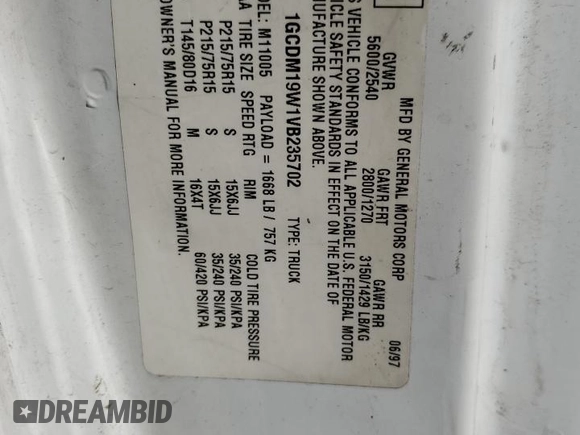 MFD BY GENERAL MOTORS CORP 06/97
GVWR GAWR FRT GAWR RR
5600/2540 2800/1270 3150/1429 LB/KG
S VEHICLE CONFORMS TO ALL APPLICABLE U.S. FEDERAL MOTOR
ICLE SAFETY STANDARDS IN EFFECT ON THE DATE OF
NUFACTURE SHOWN ABOVE.
1GCDM19W1VB235702 TYPE: TRUCK
DEL: M11005 PAYLOAD = 1668 LB / 757 KG
LA TIRE SIZE SPEED RTG RIM COLD TIRE PRESSURE
P215/75R15 S 15X6JJ 35/240 PSI/KPA
P215/75R15 S 15X6JJ 35/240 PSI/KPA
T145/80D16 M 16X4T 60/420 PSI/KPA
OWNER'S MANUAL FOR MORE INFORMATION.
DREAMBID